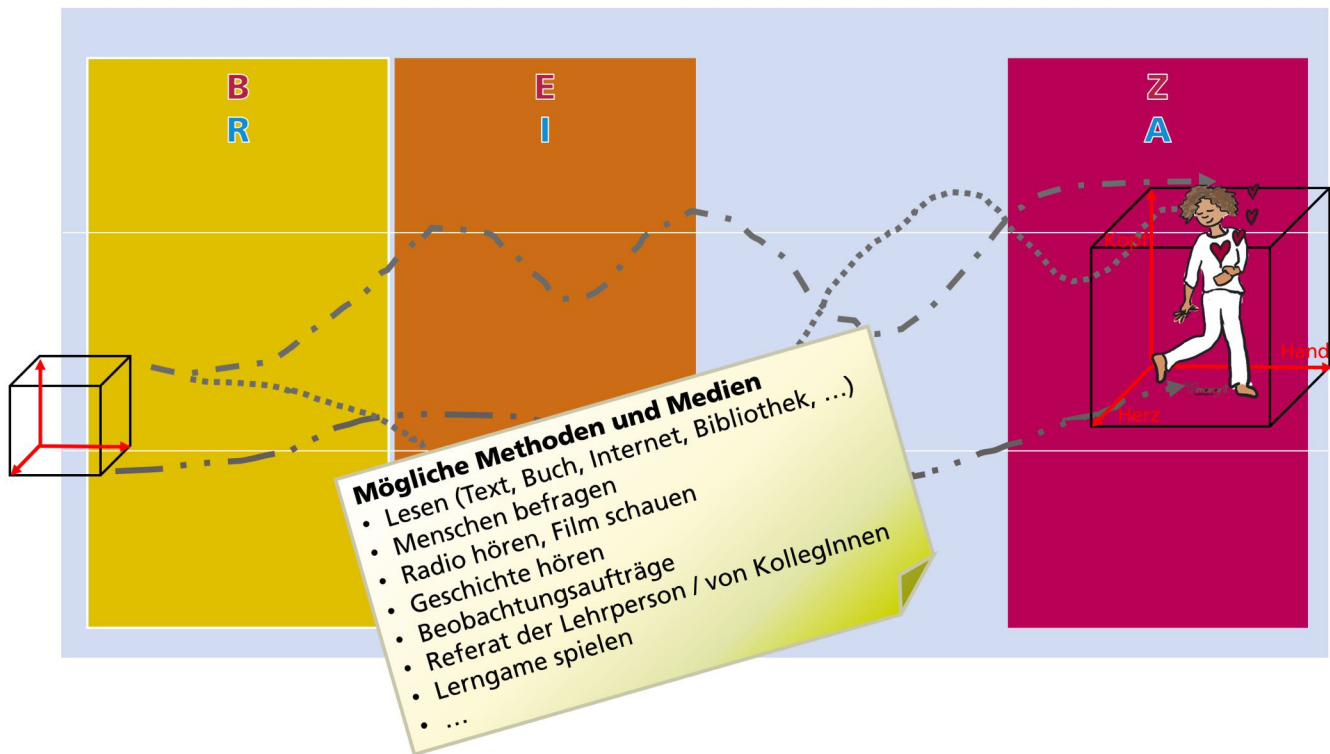 B
E
Z
R
I
A
Kopf
Hand
Herz
Mögliche Methoden und Medien
• Lesen (Text, Buch, Internet, Bibliothek, …)
• Menschen befragen
• Radio hören, Film schauen
• Geschichte hören
• Beobachtungsaufträge
• Referat der Lehrperson / von KollegInnen
• Lerngame spielen
• …